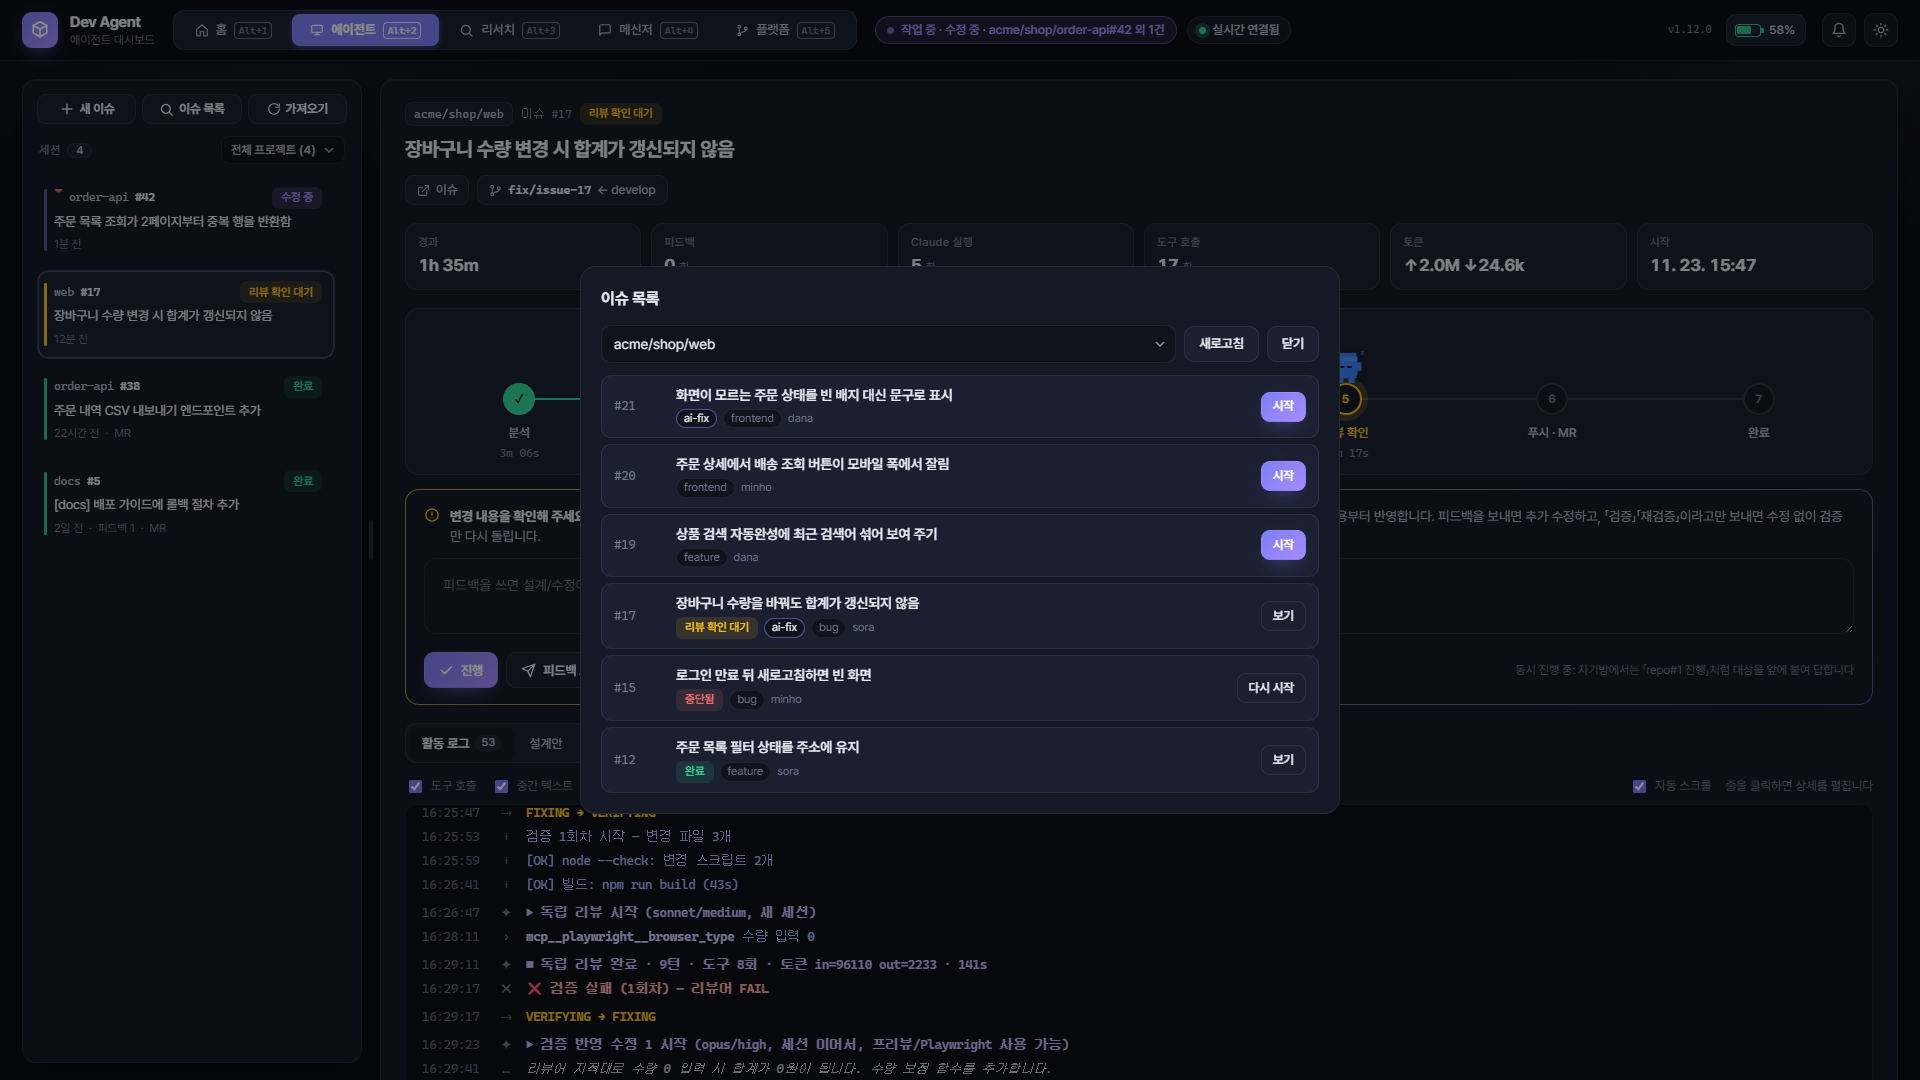 Dev Agent
에이전트 대시보드
홈 Alt+1
에이전트 Alt+2
리서치 Alt+3
메신저 Alt+4
플랫폼 Alt+5
작업 중 · 수정 중 · acme/shop/order-api#42 외 1건
실시간 연결됨
v1.12.0
58%
새 이슈
이슈 목록
가져오기
세션 4
전체 프로젝트 (4)
order-api #42
수정 중
주문 목록 조회가 2페이지부터 중복 행을 반환함
1분 전
web #17
리뷰 확인 대기
장바구니 수량 변경 시 합계가 갱신되지 않음
12분 전
order-api #38
완료
주문 내역 CSV 내보내기 엔드포인트 추가
22시간 전 · MR
docs #5
완료
[docs] 배포 가이드에 롤백 절차 추가
2일 전 · 피드백 1 · MR
acme/shop/web 이슈 #17 리뷰 확인 대기
장바구니 수량 변경 시 합계가 갱신되지 않음
이슈
fix/issue-17 ← develop
경과
1h 35m
피드백
0
Claude 실행
5
도구 호출
17
토큰
↑2.0M ↓24.6k
시작
11. 23. 15:47
✓
분석
3m 06s
5
확인
17s
6
푸시 · MR
7
완료
변경 내용을 확인해 주세요
부터 반영합니다. 피드백을 보내면 추가 수정하고, 「검증」「재검증」이라고만 보내면 수정 없이 검증
만 다시 돌립니다.
피드백을 쓰면 설계/수정
진행
피드백
동시 진행 중: 자기방에서는 「repo#1 진행」처럼 대상을 앞에 붙여 답합니다
이슈 목록
acme/shop/web
새로고침
닫기
#21
화면이 모르는 주문 상태를 빈 배지 대신 문구로 표시
ai-fix frontend dana
시작
#20
주문 상세에서 배송 조회 버튼이 모바일 폭에서 잘림
frontend minho
시작
#19
상품 검색 자동완성에 최근 검색어 섞어 보여 주기
feature dana
시작
#17
장바구니 수량을 바꿔도 합계가 갱신되지 않음
리뷰 확인 대기 ai-fix bug sora
보기
#15
로그인 만료 뒤 새로고침하면 빈 화면
중단됨 bug minho
다시 시작
#12
주문 목록 필터 상태를 주소에 유지
완료 feature sora
보기
활동 로그 53
설계안
도구 호출
중간 텍스트
자동 스크롤
줄을 클릭하면 상세를 펼칩니다
16:25:47 → FIXING → VERIFYING
16:25:53 i 검증 1회차 시작 — 변경 파일 3개
16:25:59 i [OK] node --check: 변경 스크립트 2개
16:26:41 i [OK] 빌드: npm run build (43s)
16:26:47 ✦ ▶ 독립 리뷰 시작 (sonnet/medium, 새 세션)
16:28:11 › mcp__playwright__browser_type 수량 입력 0
16:29:11 ✦ ■ 독립 리뷰 완료 · 9턴 · 도구 8회 · 토큰 in=96110 out=2233 · 141s
16:29:17 ✕ ❌ 검증 실패 (1회차) — 리뷰어 FAIL
16:29:17 → VERIFYING → FIXING
16:29:23 ✦ ▶ 검증 반영 수정 1 시작 (opus/high, 세션 이어서, 프리뷰/Playwright 사용 가능)
16:29:41 … 리뷰어 지적대로 수량 0 입력 시 합계가 0원이 됩니다. 수량 보정 함수를 추가합니다.